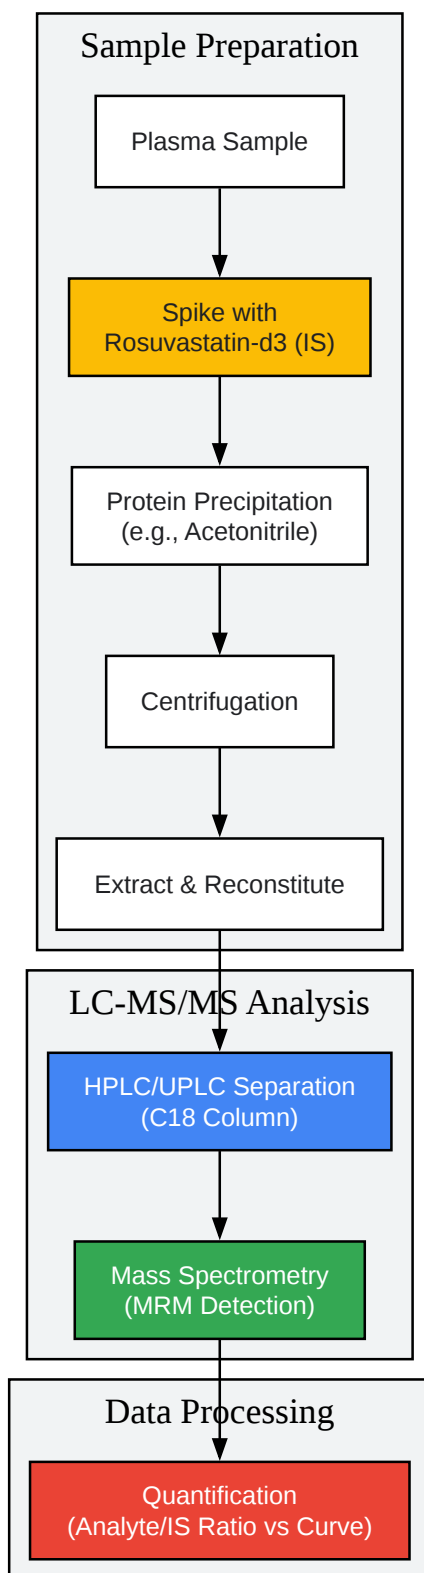 Sample Preparation
Plasma Sample
Spike with
Rosuvastatin-d3 (IS)
Protein Precipitation
(e.g., Acetonitrile)
Centrifugation
Extract & Reconstitute
LC-MS/MS Analysis
HPLC/UPLC Separation
(C18 Column)
Mass Spectrometry
(MRM Detection)
Data Processing
Quantification
(Analyte/IS Ratio vs Curve)